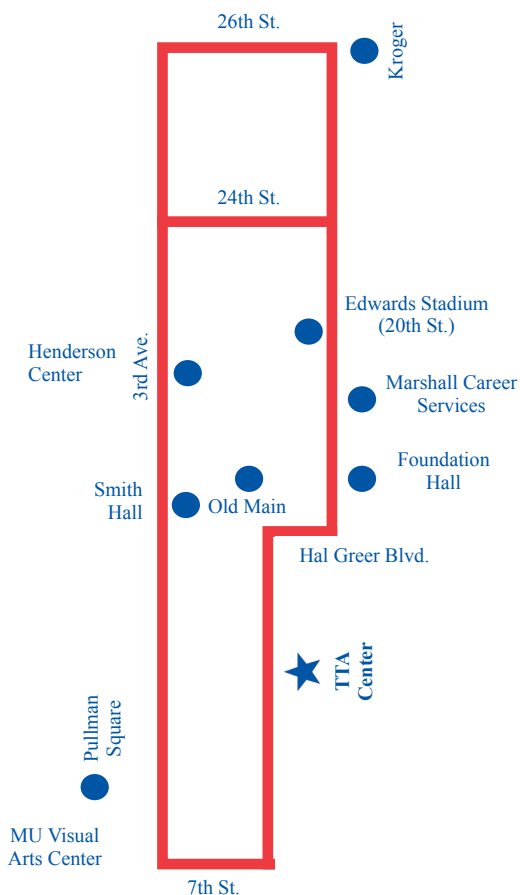 26th St.
Kroger
24th St.
Edwards Stadium
(20th St.)
3rd Ave.
Henderson
Center
Marshall Career
Services
Foundation
Hall
Smith
Hall
Old Main
Hal Greer Blvd.
TTA
Center
Pullman
Square
MU Visual
Arts Center
7th St.